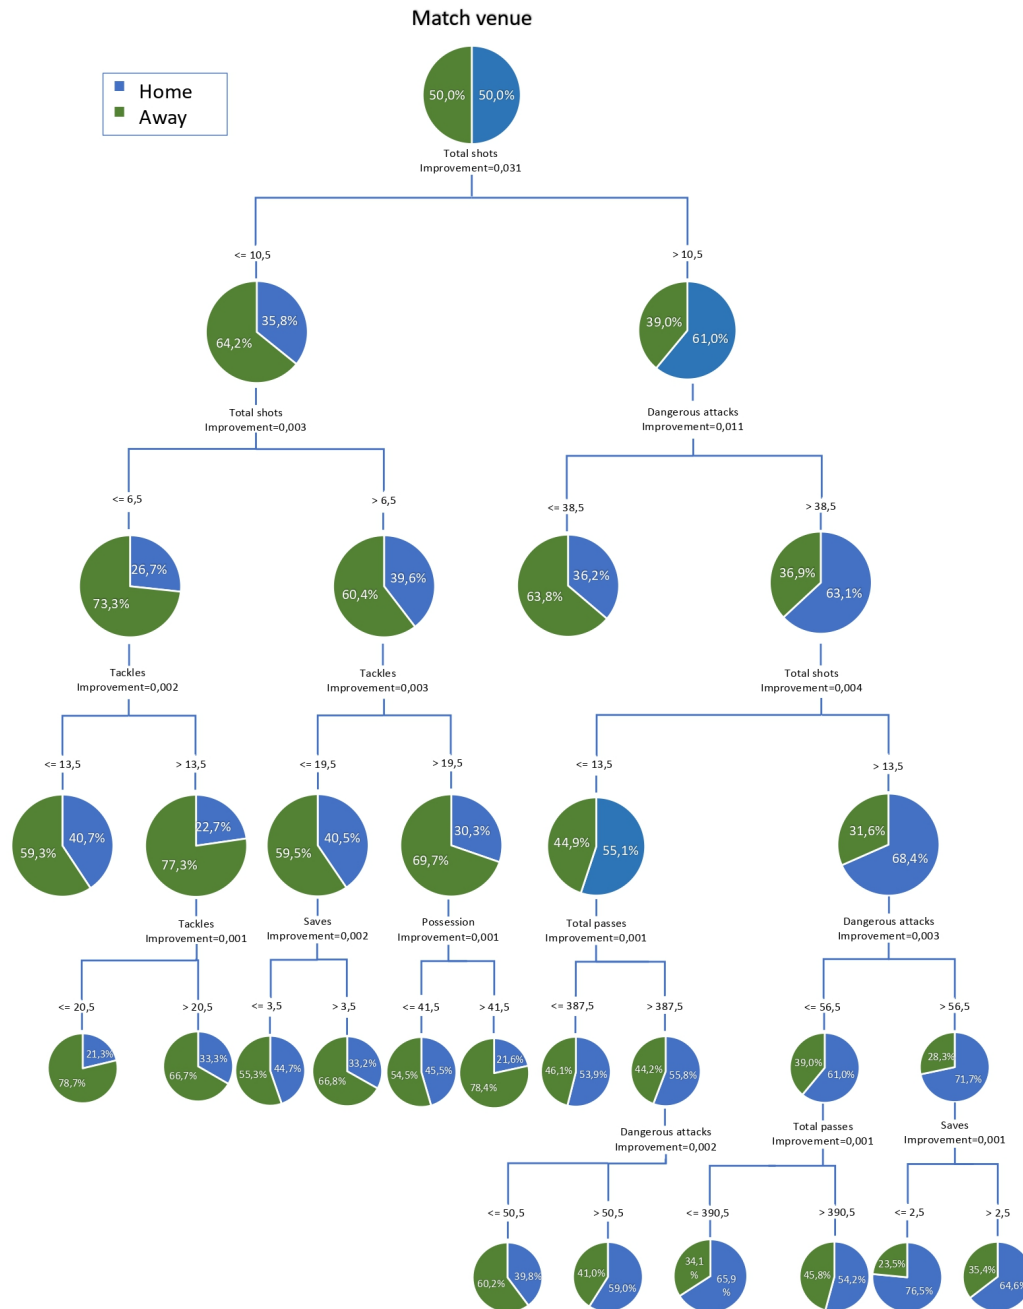 Match venue
Home
Away
50,0% 50,0%
Total shots
Improvement=0,031
<= 10,5 > 10,5
35,8%
64,2%
39,0%
61,0%
Total shots
Improvement=0,003
Dangerous attacks
Improvement=0,011
<= 6,5 > 6,5 <= 38,5 > 38,5
26,7%
73,3%
39,6%
60,4%
36,2%
63,8%
36,9%
63,1%
Tackles
Improvement=0,002
Tackles
Improvement=0,003
Total shots
Improvement=0,004
<= 13,5 > 13,5 <= 19,5 > 19,5 <= 13,5 > 13,5
40,7%
59,3%
22,7%
77,3%
40,5%
59,5%
30,3%
69,7%
44,9%
55,1%
31,6%
68,4%
Tackles
Improvement=0,001
Saves
Improvement=0,002
Possession
Improvement=0,001
Total passes
Improvement=0,001
Dangerous attacks
Improvement=0,003
<= 20,5 > 20,5 <= 3,5 > 3,5 <= 41,5 > 41,5 <= 387,5 > 387,5 <= 56,5 > 56,5
21,3%
78,7%
33,3%
66,7%
55,3% 44,7%
33,2%
66,8%
54,5% 45,5%
21,6%
78,4%
46,1% 53,9%
44,2% 55,8%
39,0%
61,0%
28,3%
71,7%
Dangerous attacks
Improvement=0,002
Total passes
Improvement=0,001
Saves
Improvement=0,001
<= 50,5 > 50,5 <= 390,5 > 390,5 <= 2,5 > 2,5
60,2% 39,8%
41,0% 59,0%
34,1
%
65,9
%
45,8% 54,2%
23,5%
76,5%
35,4%
64,6%